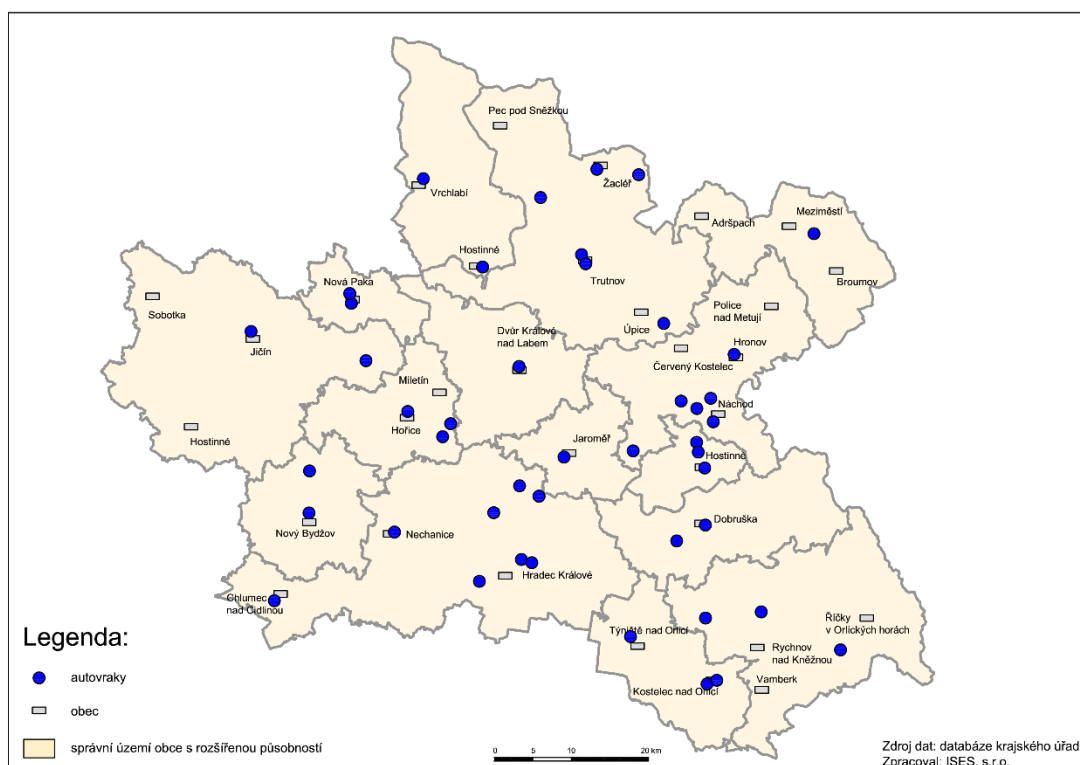 Pec pod Sněžkou
Žacléř
Vrchlabí
Adršpach
Meziměstí
Hostinné
Trutnov
Broumov
Nová Paka
Sobotka
Police
nad Metují
Úpice
Dvůr Králové
nad Labem
Hronov
Jičín
Červený Kostelec
Miletín
Náchod
Hostinné
Hořice
Jaroměř
Hostinné
Nový Bydžov
Nechanice
Dobruška
Hradec Králové
Chlumec
nad Cidlinou
Říčky
v Orlických horách
Týniště nad Orlicí
Rychnov
nad Kněžnou
Vamberk
Kostelec nad Orlicí
Legenda:
autovraky
obec
správní území obce s rozšířenou působností
0 5 10 20 km
Zdroj dat: databáze krajského úřad
Zpracoval: ISES, s.r.o.